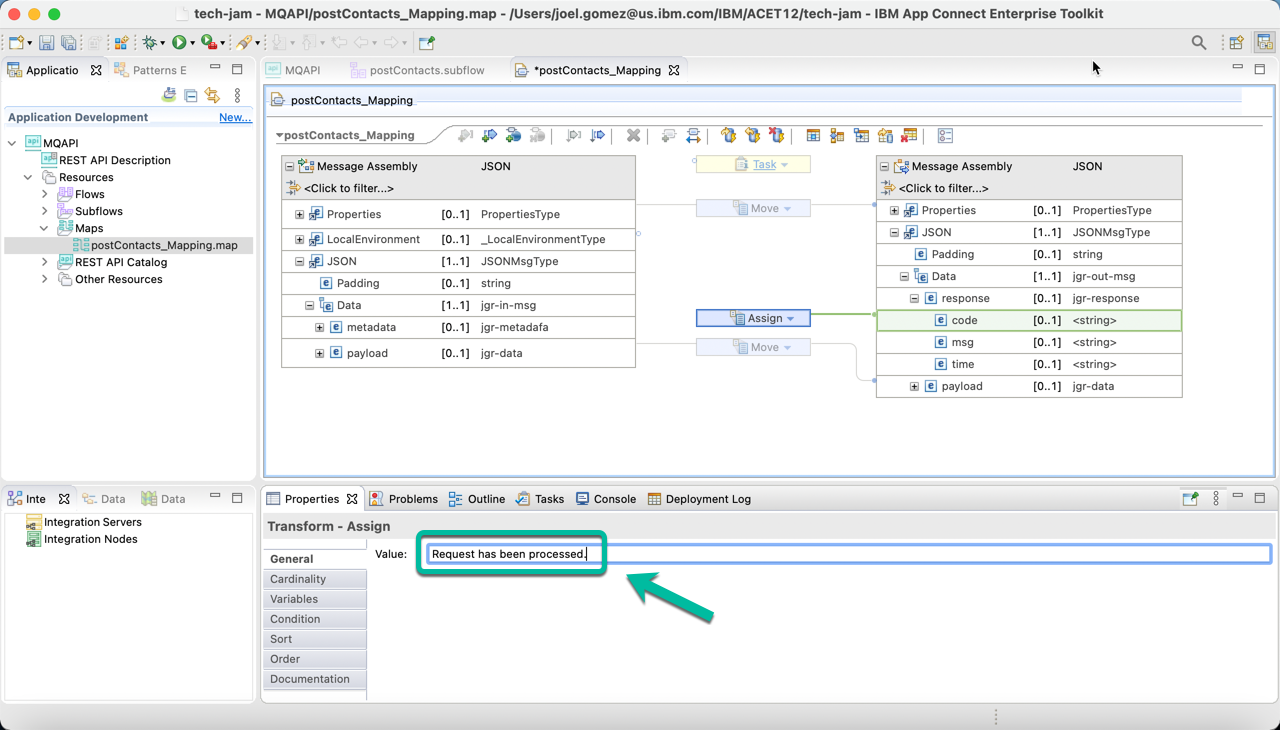 tech-jam - MQAPI/postContacts_Mapping.map - /Users/joel.gomez@us.ibm.com/IBM/ACET12/tech-jam - IBM App Connect Enterprise Toolkit
Applicatio
Patterns E
MQAPI
postContacts.subflow
*postContacts_Mapping
Application Development
New...
MQAPI
REST API Description
Resources
Flows
Subflows
Maps
postContacts_Mapping.map
REST API Catalog
Other Resources
postContacts_Mapping
postContacts_Mapping
Message Assembly JSON
<Click to filter...>
Properties [0..1] PropertiesType
LocalEnvironment [0..1] _LocalEnvironmentType
JSON [1..1] JSONMsgType
Padding [0..1] string
Data [1..1] jgr-in-msg
metadata [0..1] jgr-metadafa
payload [0..1] jgr-data
Task
Move
Assign
Move
Message Assembly JSON
<Click to filter...>
Properties [0..1] PropertiesType
JSON [0..1] JSONMsgType
Padding [0..1] string
Data [1..1] jgr-out-msg
response [0..1] jgr-response
code [0..1] <string>
msg [0..1] <string>
time [0..1] <string>
payload [0..1] jgr-data
Inte
Data
Data
Integration Servers
Integration Nodes
Properties
Problems
Outline
Tasks
Console
Deployment Log
Transform - Assign
General
Cardinality
Variables
Condition
Sort
Order
Documentation
Value: Request has been processed.